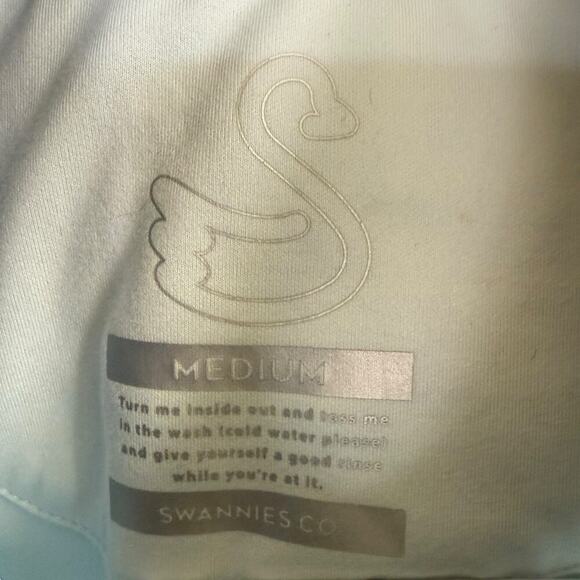 MEDIUM
Turn me inside out and toss me
in the wash (cold water please)
and give yourself a good rinse
while you're at it.
SWANNIES.CO